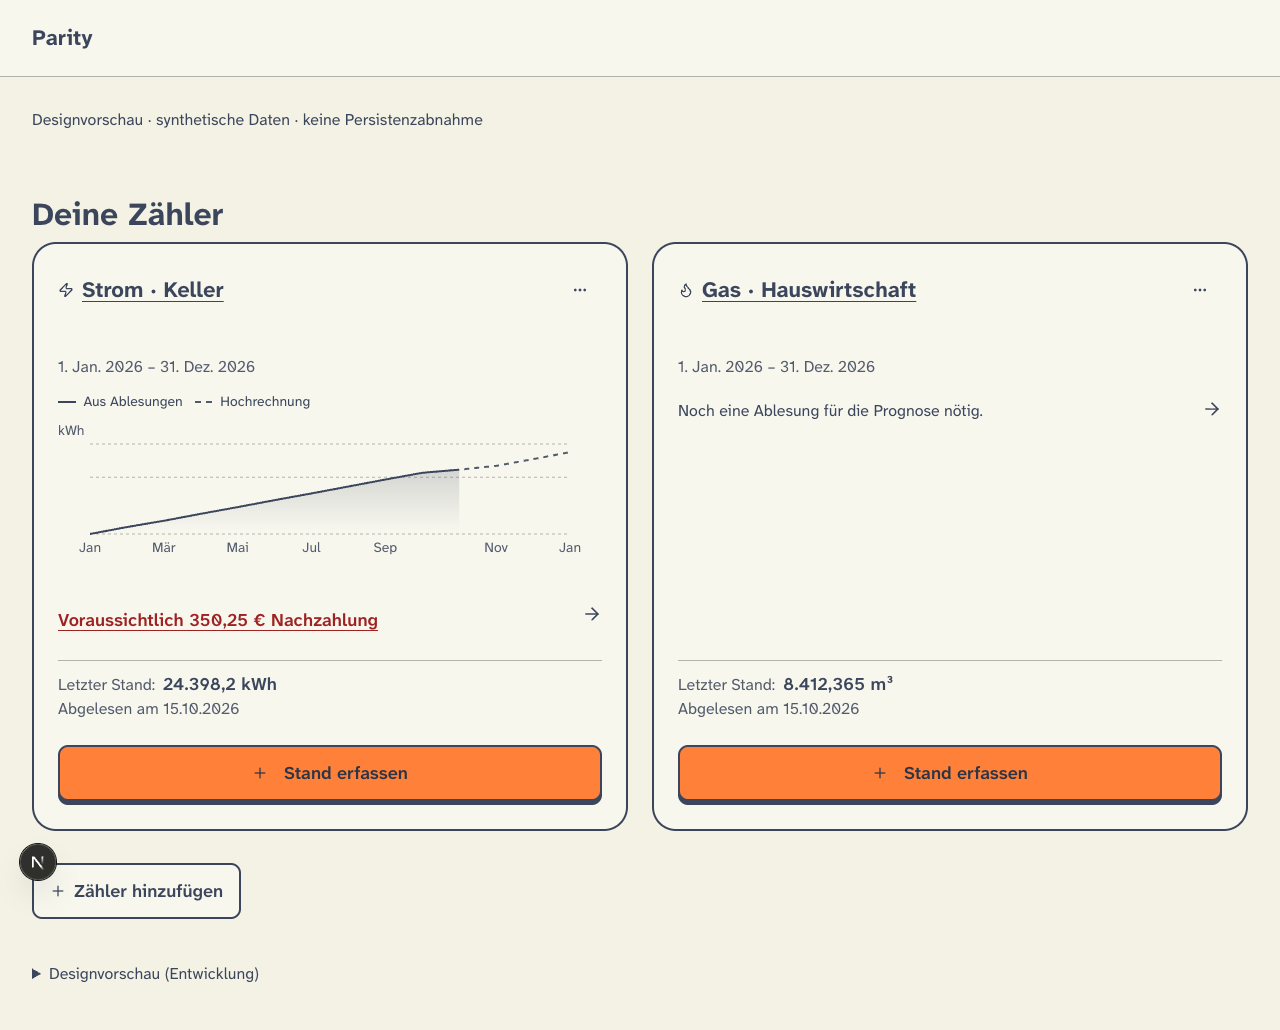 Parity
Designvorschau · synthetische Daten · keine Persistenzabnahme
Deine Zähler
Strom · Keller
1. Jan. 2026 – 31. Dez. 2026
Aus Ablesungen
Hochrechnung
kWh
Jan Mär Mai Jul Sep Nov Jan
Voraussichtlich 350,25 € Nachzahlung
Letzter Stand: 24.398,2 kWh
Abgelesen am 15.10.2026
+ Stand erfassen
Gas · Hauswirtschaft
1. Jan. 2026 – 31. Dez. 2026
Noch eine Ablesung für die Prognose nötig.
Letzter Stand: 8.412,365 m³
Abgelesen am 15.10.2026
+ Stand erfassen
N
+ Zähler hinzufügen
Designvorschau (Entwicklung)